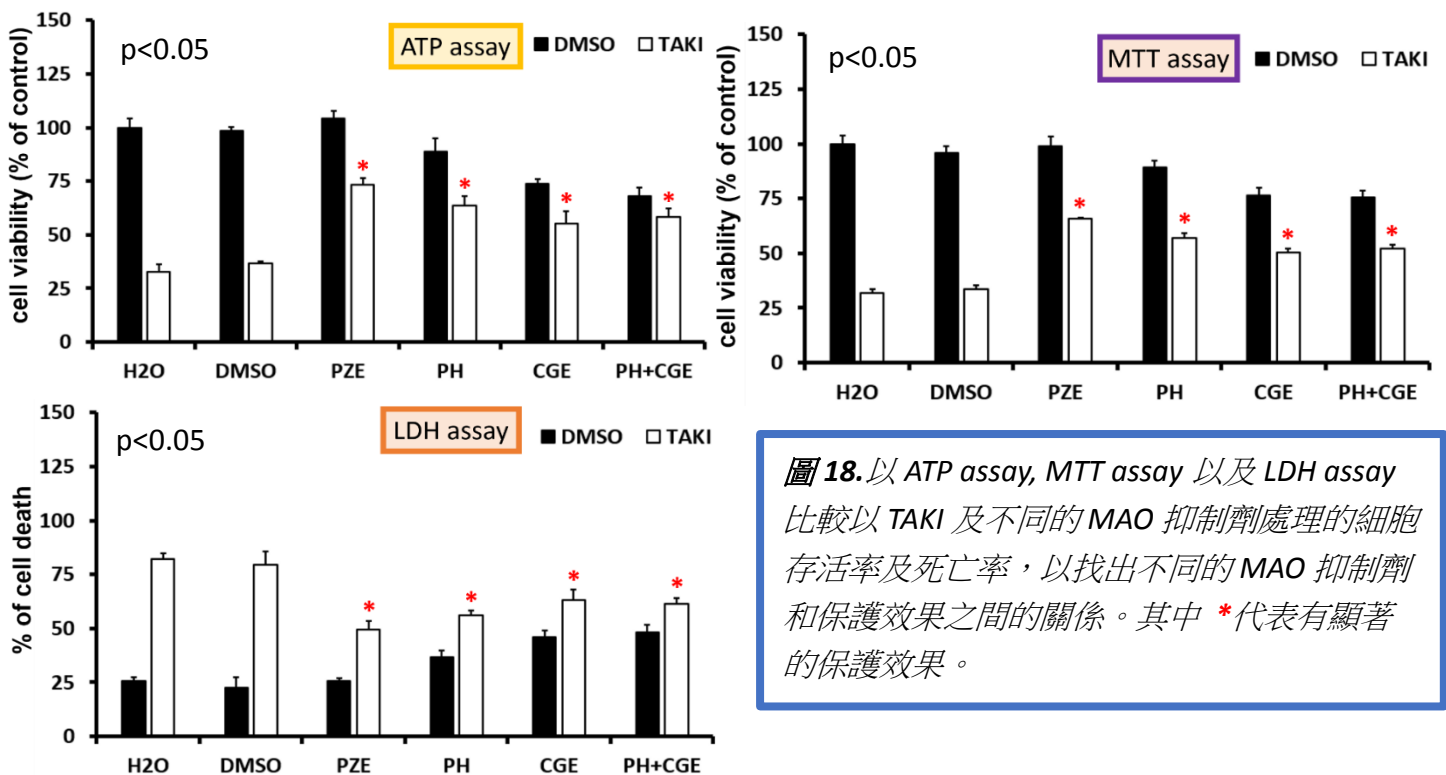 p<0.05
ATP assay
DMSO TAKI
cell viability (% of control)
150
125
100
75
50
25
0
* * * *
H2O DMSO PZE PH CGE PH+CGE
p<0.05
MTT assay
DMSO TAKI
cell viability (% of control)
150
125
100
75
50
25
0
* * * *
H2O DMSO PZE PH CGE PH+CGE
p<0.05
LDH assay
DMSO TAKI
% of cell death
150
125
100
75
50
25
0
* * * *
H2O DMSO PZE PH CGE PH+CGE
圖 18.以 ATP assay, MTT assay 以及 LDH assay
比較以 TAKI 及不同的 MAO 抑制劑處理的細胞
存活率及死亡率，以找出不同的 MAO 抑制劑
和保護效果之間的關係。其中 *代表有顯著
的保護效果。